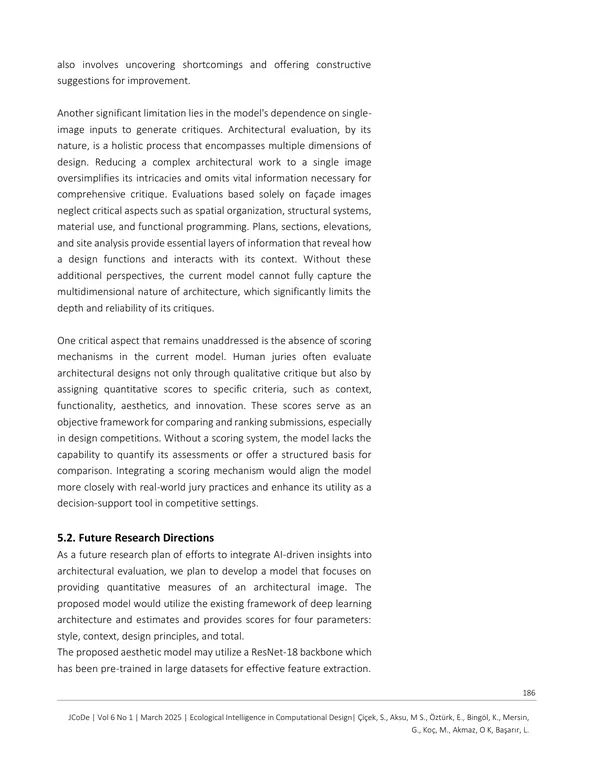 also involves uncovering shortcomings and offering constructive
suggestions for improvement.
Another significant limitation lies in the model's dependence on single-
image inputs to generate critiques. Architectural evaluation, by its
nature, is a holistic process that encompasses multiple dimensions of
design. Reducing a complex architectural work to a single image
oversimplifies its intricacies and omits vital information necessary for
comprehensive critique. Evaluations based solely on façade images
neglect critical aspects such as spatial organization, structural systems,
material use, and functional programming. Plans, sections, elevations,
and site analysis provide essential layers of information that reveal how
a design functions and interacts with its context. Without these
additional perspectives, the current model cannot fully capture the
multidimensional nature of architecture, which significantly limits the
depth and reliability of its critiques.
One critical aspect that remains unaddressed is the absence of scoring
mechanisms in the current model. Human juries often evaluate
architectural designs not only through qualitative critique but also by
assigning quantitative scores to specific criteria, such as context,
functionality, aesthetics, and innovation. These scores serve as an
objective framework for comparing and ranking submissions, especially
in design competitions. Without a scoring system, the model lacks the
capability to quantify its assessments or offer a structured basis for
comparison. Integrating a scoring mechanism would align the model
more closely with real-world jury practices and enhance its utility as a
decision-support tool in competitive settings.
5.2. Future Research Directions
As a future research plan of efforts to integrate AI-driven insights into
architectural evaluation, we plan to develop a model that focuses on
providing quantitative measures of an architectural image. The
proposed model would utilize the existing framework of deep learning
architecture and estimates and provides scores for four parameters:
style, context, design principles, and total.
The proposed aesthetic model may utilize a ResNet-18 backbone which
has been pre-trained in large datasets for effective feature extraction.
186
JCoDe | Vol 6 No 1 | March 2025 | Ecological Intelligence in Computational Design| Çiçek, S., Aksu, M S., Öztürk, E., Bingöl, K., Mersin,
G., Koç, M., Akmaz, O K, Başarır, L.